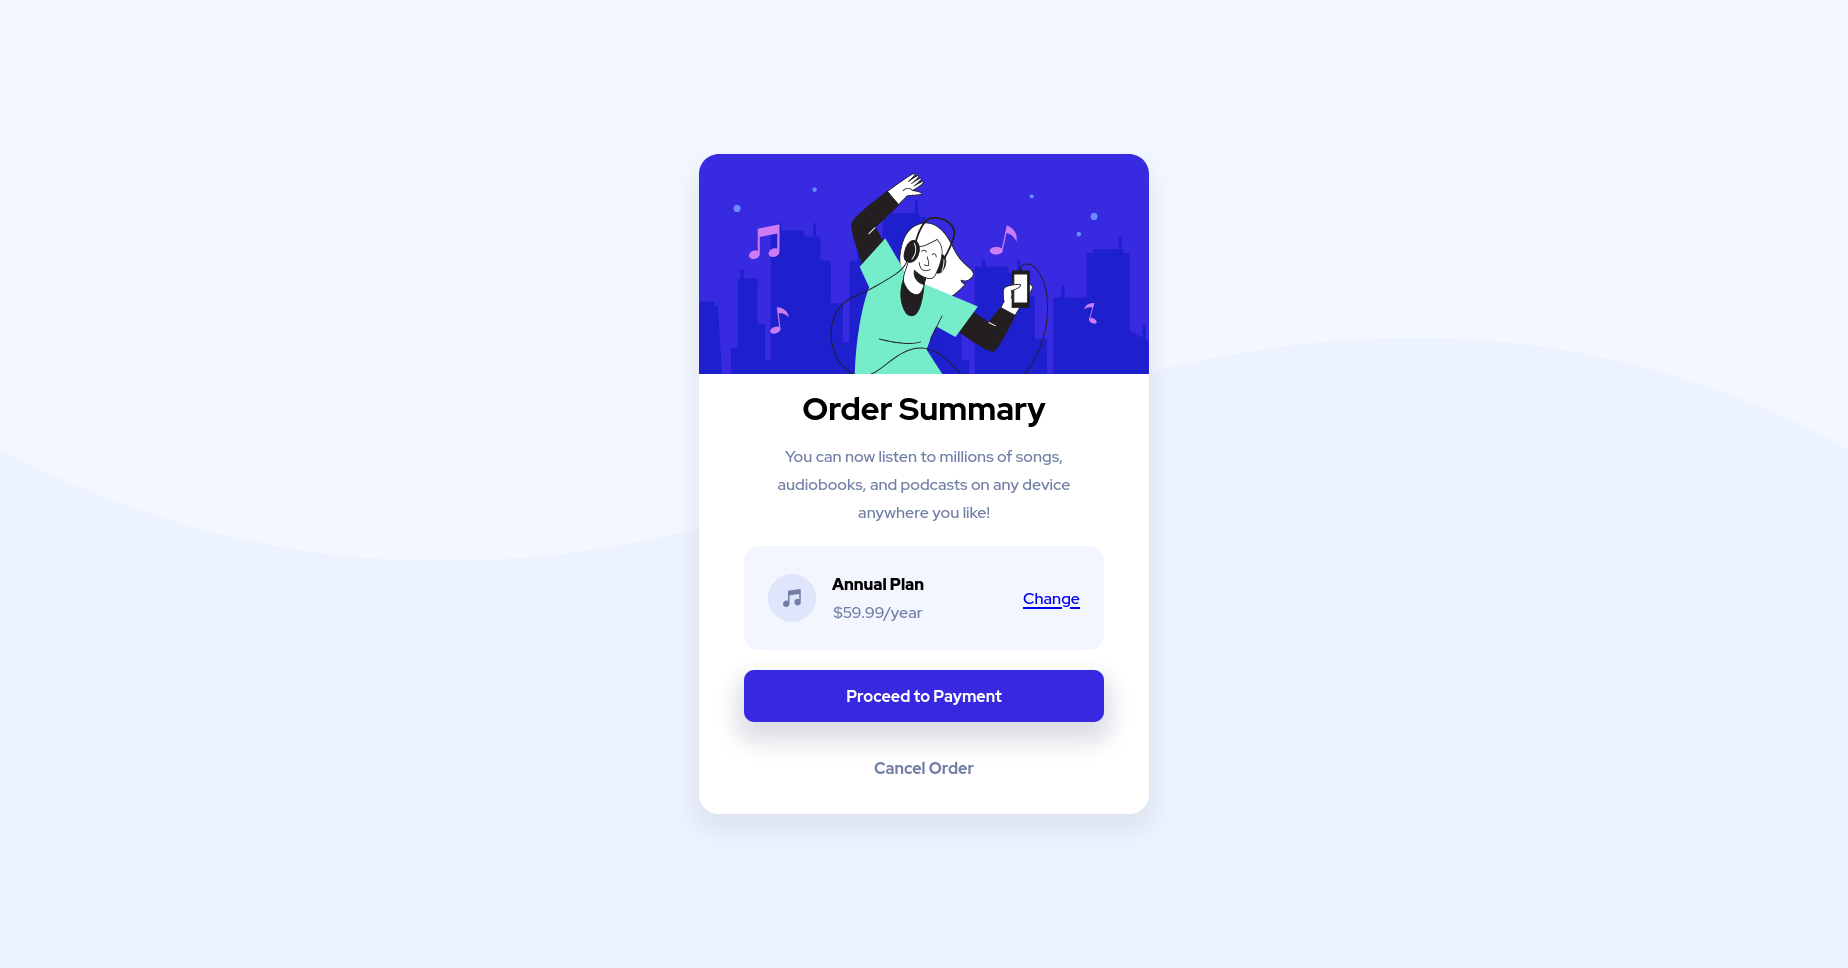 Order Summary
You can now listen to millions of songs,
audiobooks, and podcasts on any device
anywhere you like!
Annual Plan
$59.99/year
Change
Proceed to Payment
Cancel Order